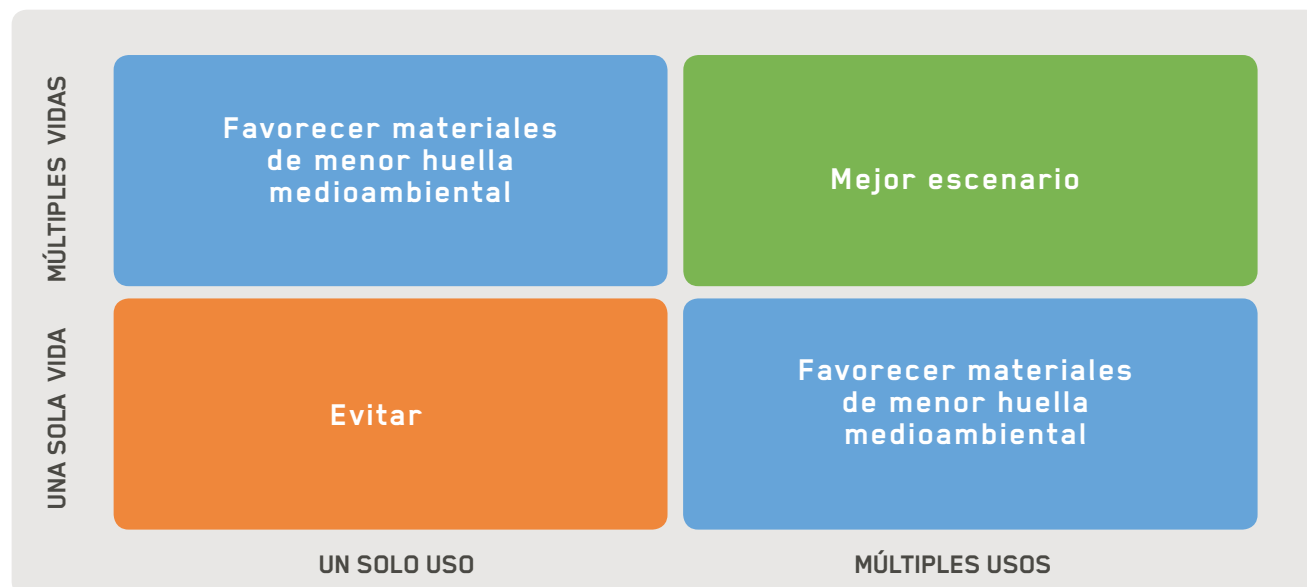 MÚLTIPLES VIDAS
Favorecer materiales
de menor huella
medioambiental
Mejor escenario
UNA SOLA VIDA
Evitar
Favorecer materiales
de menor huella
medioambiental
UN SOLO USO
MÚLTIPLES USOS